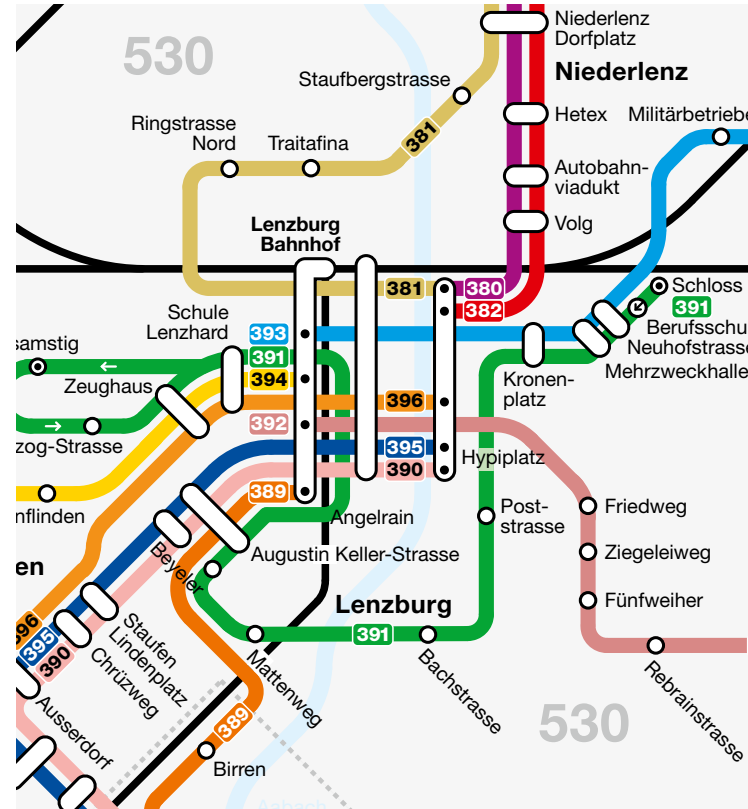 530
Niederlenz
Dorfplatz
Niederlenz
Staufbergstrasse
381
Hetex
Militärbetriebe
Ringstrasse
Nord
Traitafina
Autobahn-
viadukt
Volg
Lenzburg
Bahnhof
381
380
382
Schloss
391
Berufsschu
Neuhofstrasse
Mehrzweckhalle
Schule
Lenzhard
393
391
394
samstig
←
Zeughaus
396
Kronen-
platz
→
392
zog-Strasse
395
390
Hypiplatz
389
nflinden
Angelrain
Post-
strasse
Friedweg
Beyeler
Augustin Keller-Strasse
Ziegeleiweg
en
Fünfweiher
Lenzburg
391
396
395
390
Staufen
Lindenplatz
Chrüzweg
Mattenweg
Bachstrasse
Rebrainstrasse
Ausserdorf
389
530
Birren
Aabach